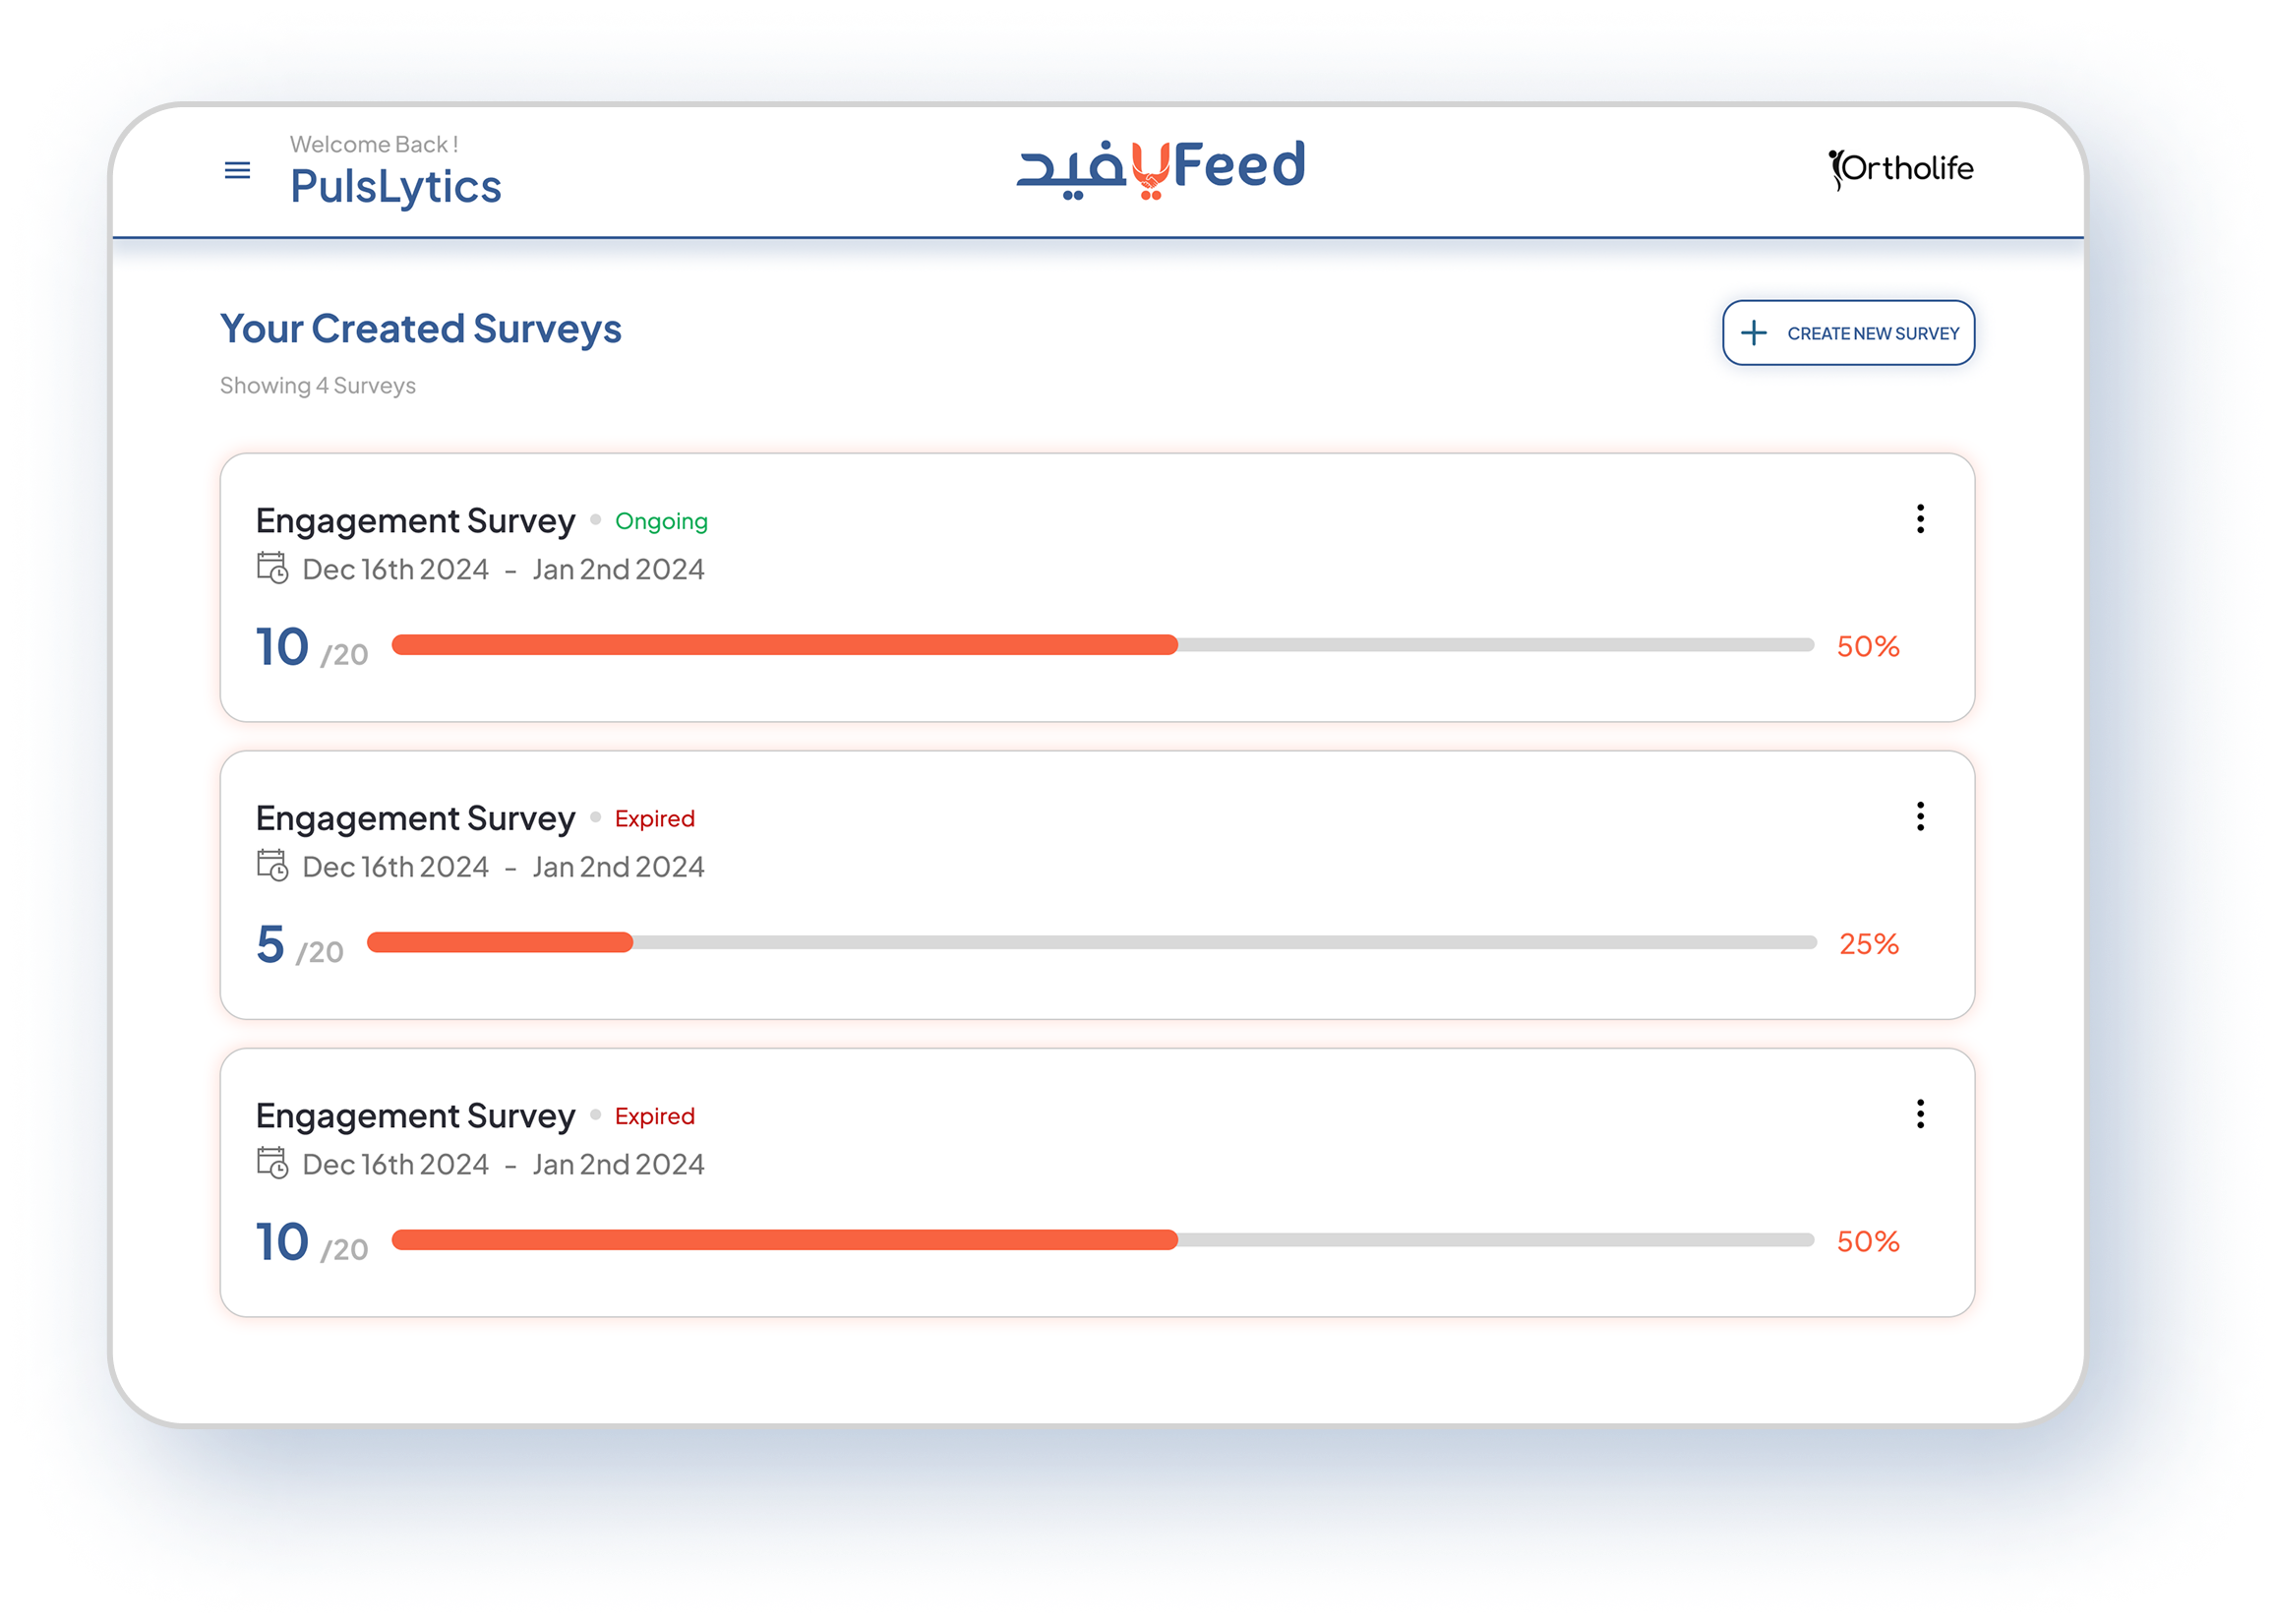 Welcome Back !
PulsLytics
يفيد Feed
Ortholife
Your Created Surveys
CREATE NEW SURVEY
Showing 4 Surveys
Engagement Survey Ongoing
Dec 16th 2024 - Jan 2nd 2024
10 /20 50%
Engagement Survey Expired
Dec 16th 2024 - Jan 2nd 2024
5 /20 25%
Engagement Survey Expired
Dec 16th 2024 - Jan 2nd 2024
10 /20 50%